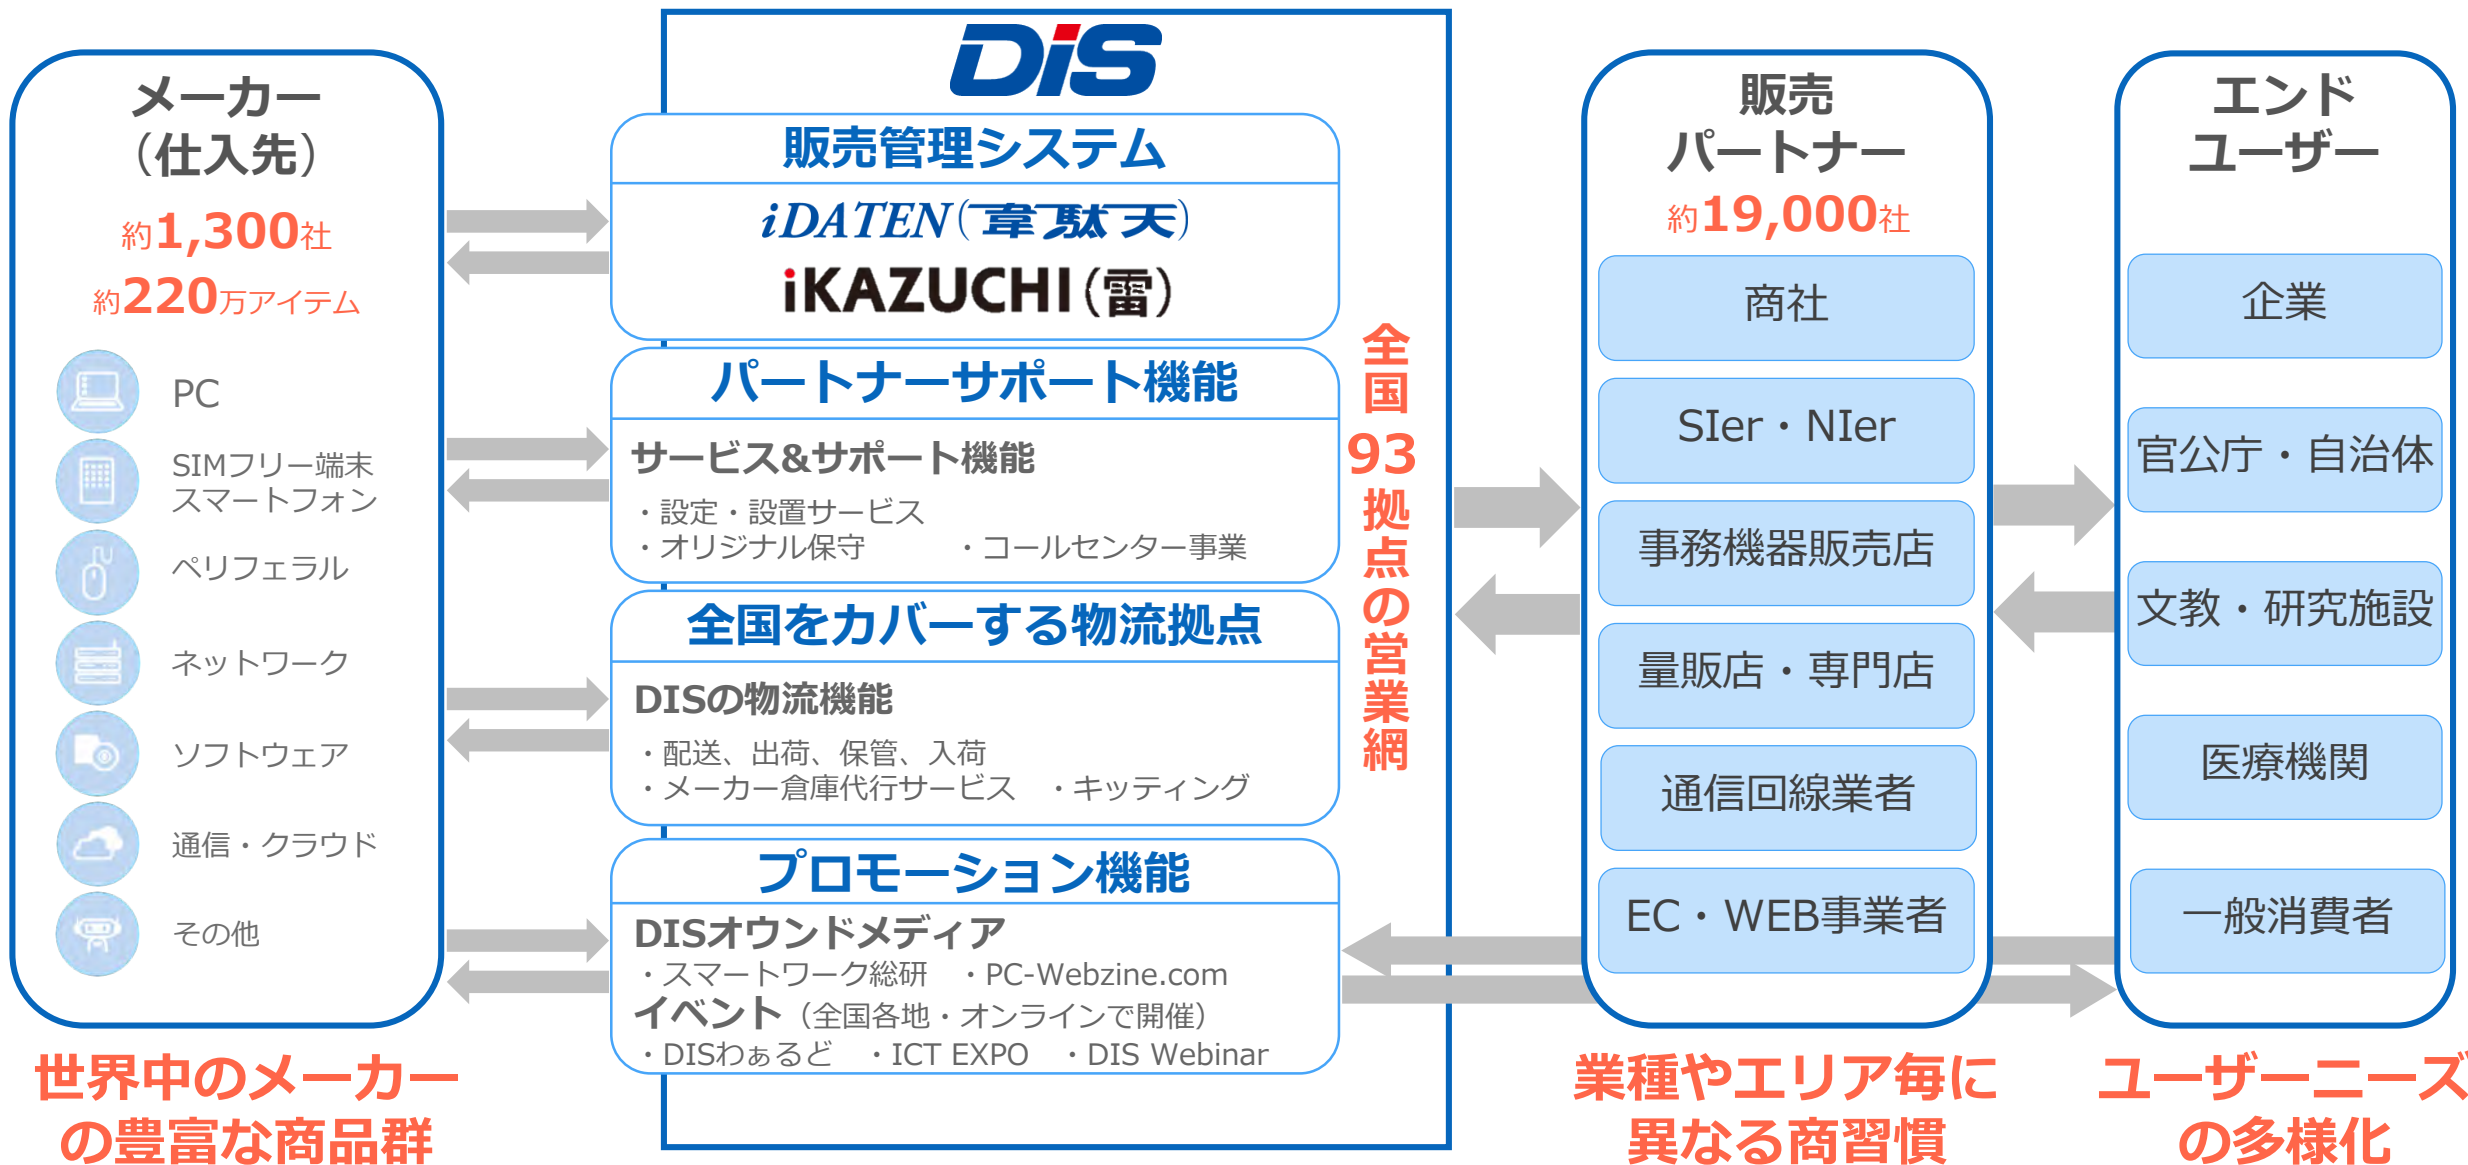 メーカー
（仕入先）
約1,300社
約220万アイテム
PC
SIMフリー端末
スマートフォン
ペリフェラル
ネットワーク
ソフトウェア
通信・クラウド
その他
世界中のメーカー
の豊富な商品群
DiS
販売管理システム
iDATEN(韋駄天)
iKAZUCHI(雷)
パートナーサポート機能
サービス&サポート機能
・設定・設置サービス
・オリジナル保守　・コールセンター事業
全国をカバーする物流拠点
DISの物流機能
・配送、出荷、保管、入荷
・メーカー倉庫代行サービス　・キッティング
プロモーション機能
DISオウンドメディア
・スマートワーク総研　・PC-Webzine.com
イベント（全国各地・オンラインで開催）
・DISわぁるど　・ICT EXPO　・DIS Webinar
全国93拠点の営業網
販売
パートナー
約19,000社
商社
SIer・NIer
事務機器販売店
量販店・専門店
通信回線業者
EC・WEB事業者
業種やエリア毎に
異なる商習慣
エンド
ユーザー
企業
官公庁・自治体
文教・研究施設
医療機関
一般消費者
ユーザーニーズ
の多様化